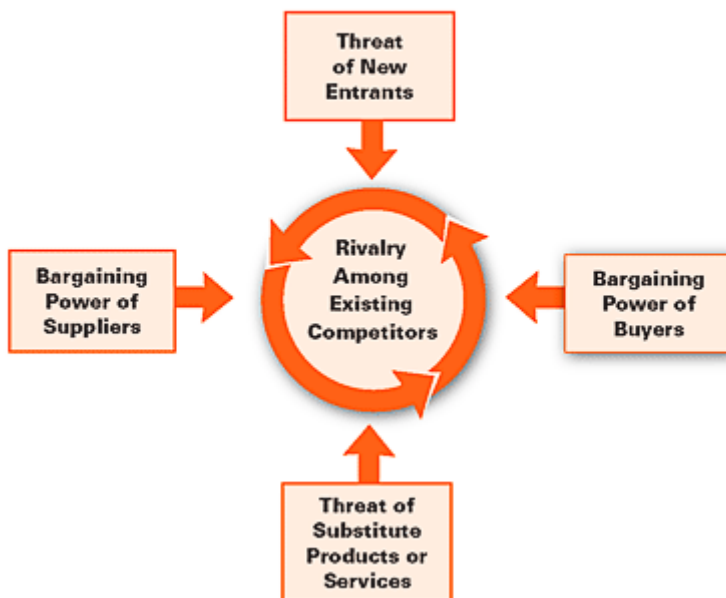 Threat
of New
Entrants
Bargaining
Power of
Suppliers
Rivalry
Among
Existing
Competitors
Bargaining
Power of
Buyers
Threat of
Substitute
Products or
Services